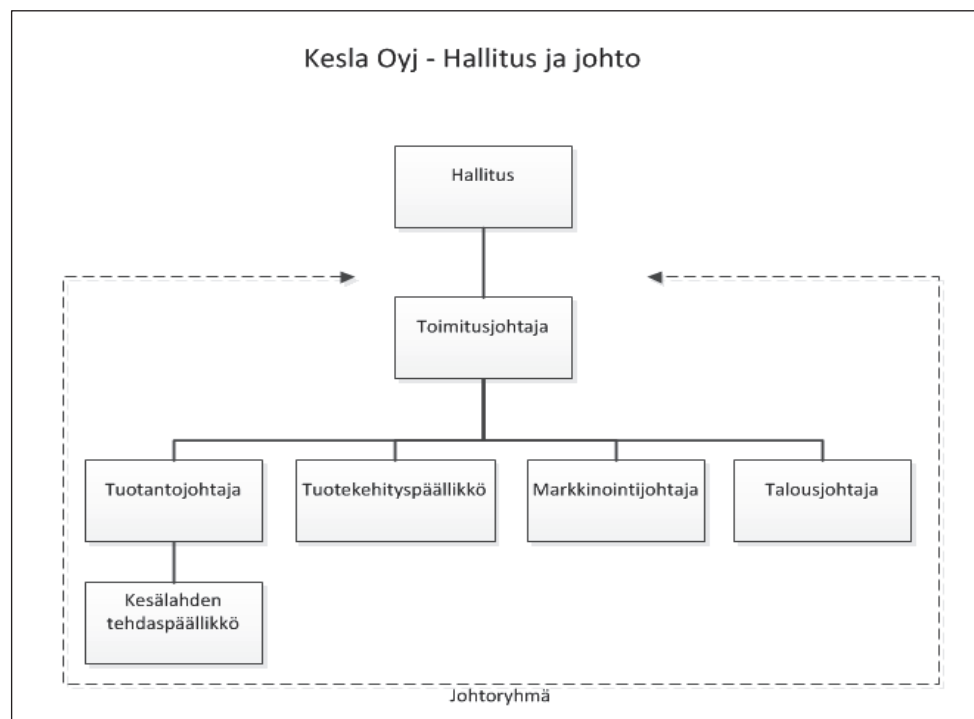 Kesla Oyj - Hallitus ja johto
Hallitus
Toimitusjohtaja
Tuotantojohtaja
Tuotekehityspäällikkö
Markkinointijohtaja
Talousjohtaja
Kesälahden
tehdaspäällikkö
Johtoryhmä